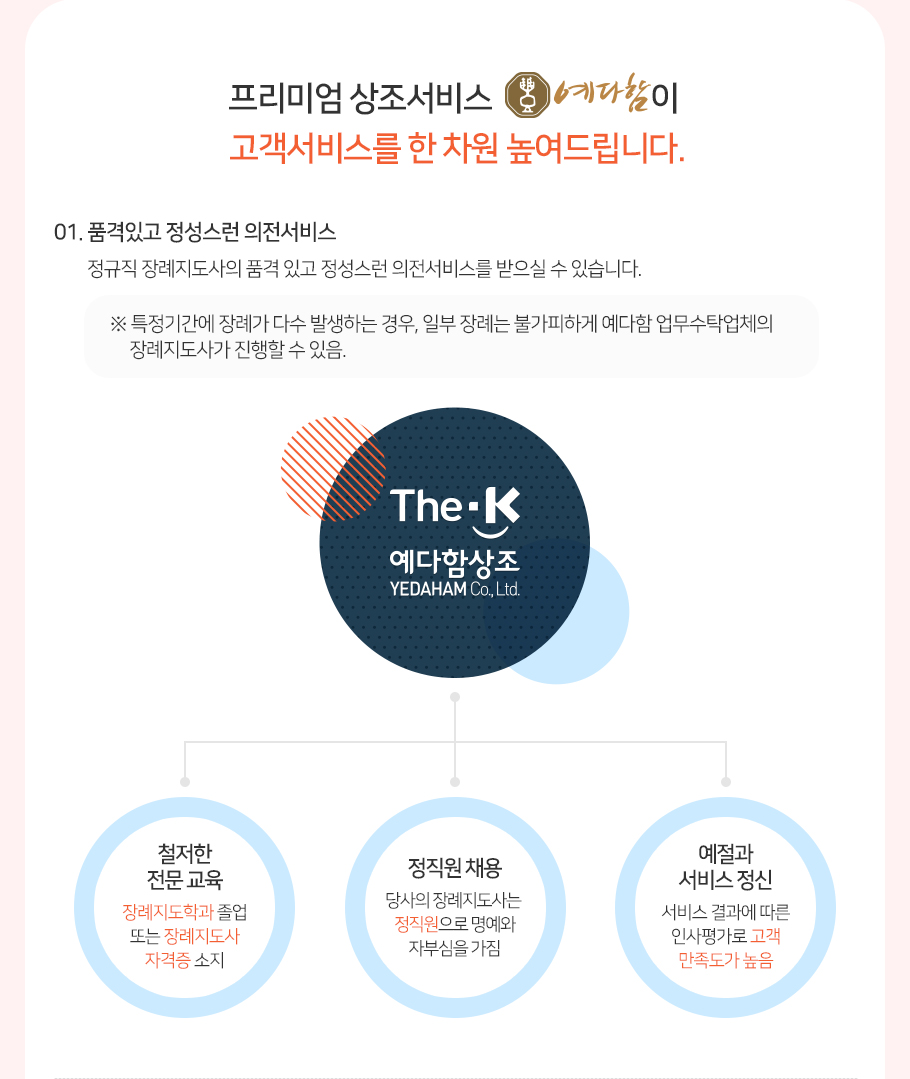 프리미엄 상조서비스 예다함이
고객서비스를 한 차원 높여드립니다.
01. 품격있고 정성스런 의전서비스
정규직 장례지도사의 품격 있고 정성스런 의전서비스를 받으실 수 있습니다.
※ 특정기간에 장례가 다수 발생하는 경우, 일부 장례는 불가피하게 예다함 업무수탁업체의
장례지도사가 진행할 수 있음.
The·K
예다함상조
YEDAHAM Co., Ltd.
철저한
전문 교육
장례지도학과 졸업
또는 장례지도사
자격증 소지
정직원 채용
당사의 장례지도사는
정직원으로 명예와
자부심을 가짐
예절과
서비스 정신
서비스 결과에 따른
인사평가로 고객
만족도가 높음